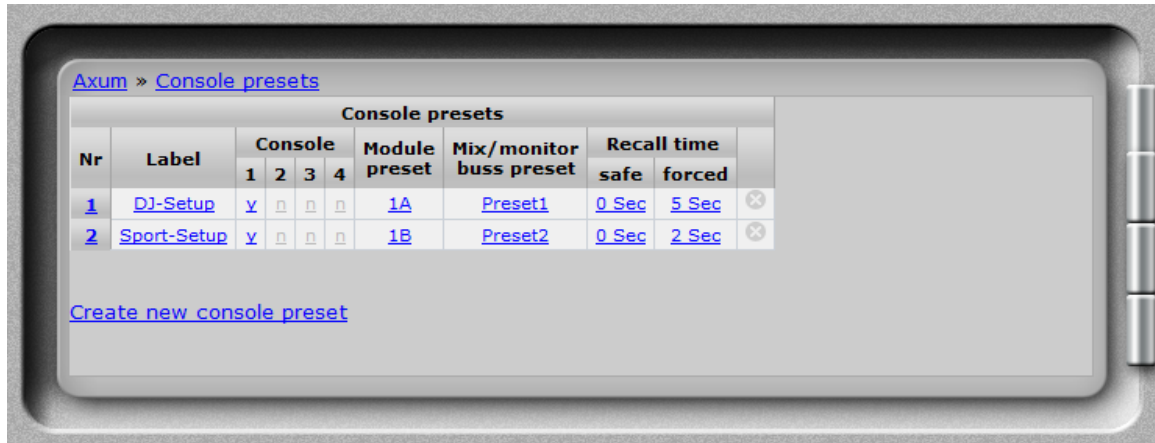 Axum » Console presets
Console presets
Nr Label Console Module preset Mix/monitor buss preset Recall time
1 2 3 4 safe forced
1 DJ-Setup y n n n 1A Preset1 0 Sec 5 Sec
2 Sport-Setup y n n n 1B Preset2 0 Sec 2 Sec
Create new console preset